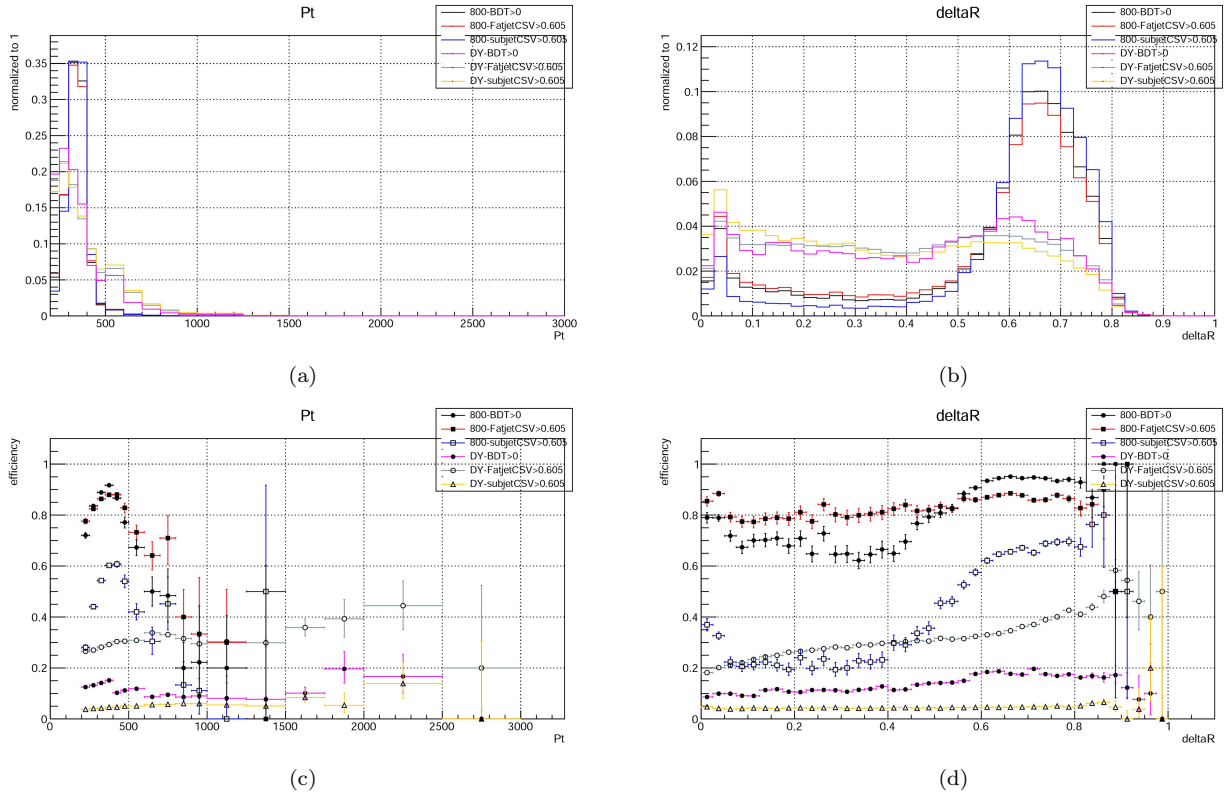 Pt
800-BDT>0
800-FatjetCSV>0.605
800-subjetCSV>0.605
DY-BDT>0
DY-FatjetCSV>0.605
DY-subjetCSV>0.605
normalized to 1
0.35
0.3
0.25
0.2
0.15
0.1
0.05
0
500 1000 1500 2000 2500 3000
Pt
(a)
deltaR
800-BDT>0
800-FatjetCSV>0.605
800-subjetCSV>0.605
DY-BDT>0
DY-FatjetCSV>0.605
DY-subjetCSV>0.605
normalized to 1
0.12
0.1
0.08
0.06
0.04
0.02
0
0 0.1 0.2 0.3 0.4 0.5 0.6 0.7 0.8 0.9 1
deltaR
(b)
Pt
800-BDT>0
800-FatjetCSV>0.605
800-subjetCSV>0.605
DY-BDT>0
DY-FatjetCSV>0.605
DY-subjetCSV>0.605
efficiency
1
0.8
0.6
0.4
0.2
0
0 500 1000 1500 2000 2500 3000
Pt
(c)
deltaR
800-BDT>0
800-FatjetCSV>0.605
800-subjetCSV>0.605
DY-BDT>0
DY-FatjetCSV>0.605
DY-subjetCSV>0.605
efficiency
1
0.8
0.6
0.4
0.2
0
0 0.2 0.4 0.6 0.8 1
deltaR
(d)